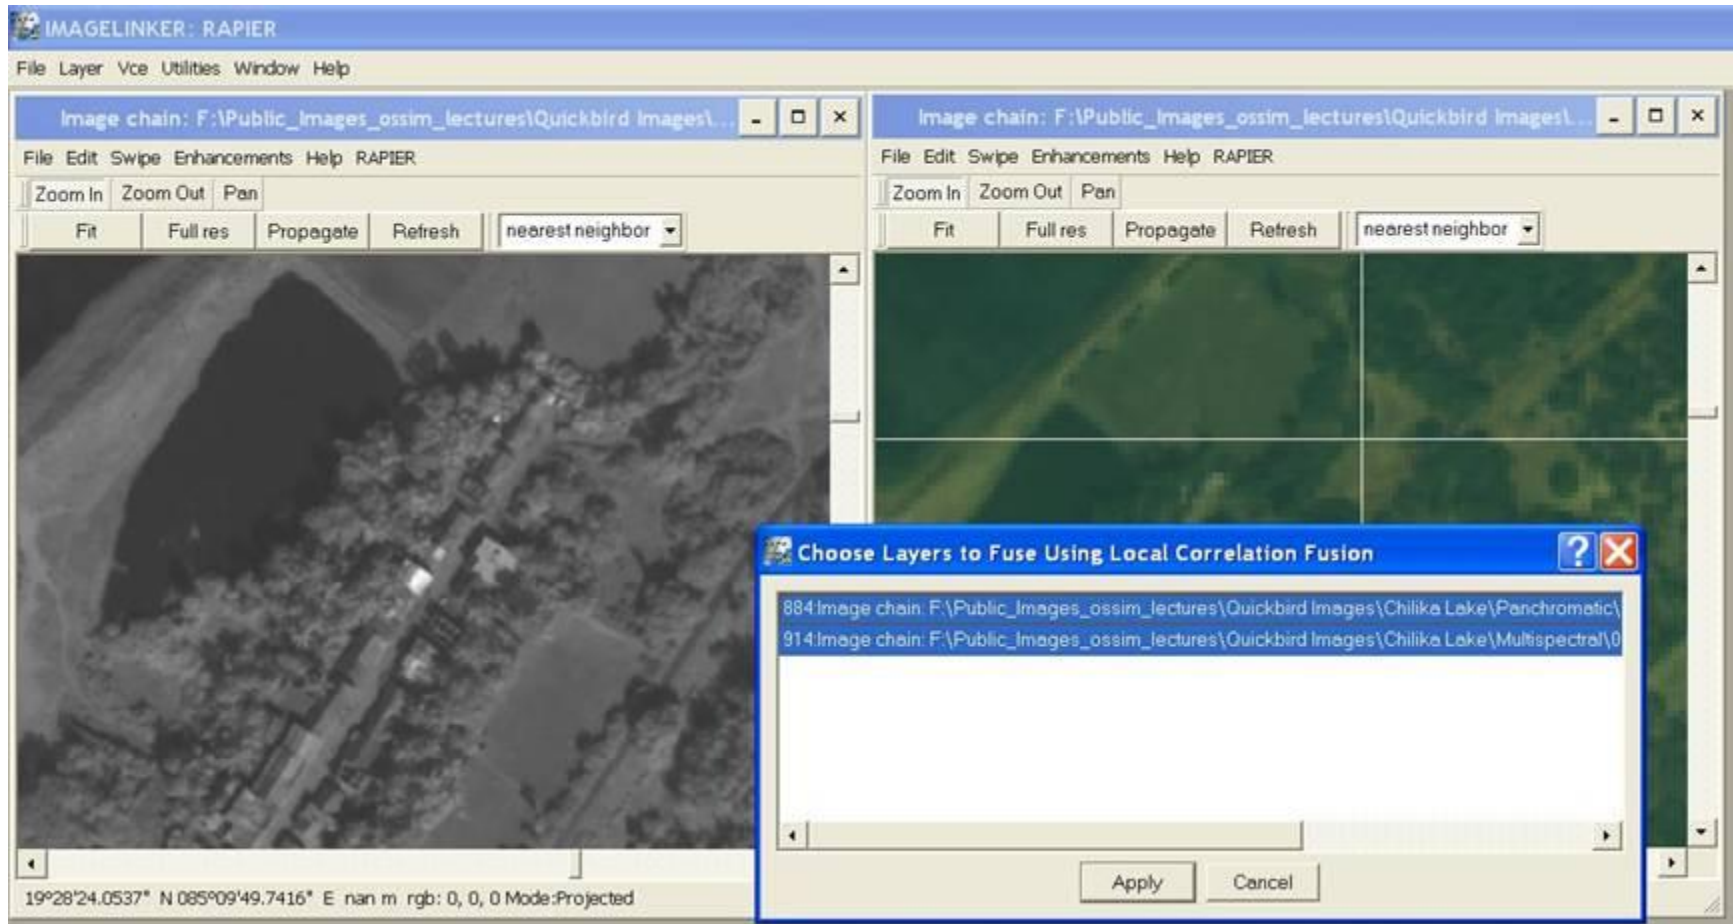 IMAGELINKER: RAPIER
File Layer Vce Utilities Window Help
Image chain: F:\Public_Images_ossim_lectures\Quickbird Images\...
File Edit Swipe Enhancements Help RAPIER
Zoom In Zoom Out Pan
Fit Full res Propagate Refresh nearest neighbor
19º28'24.0537" N 085º09'49.7416" E nan m rgb: 0, 0, 0 Mode:Projected
Image chain: F:\Public_Images_ossim_lectures\Quickbird Images\...
File Edit Swipe Enhancements Help RAPIER
Zoom In Zoom Out Pan
Fit Full res Propagate Refresh nearest neighbor
Choose Layers to Fuse Using Local Correlation Fusion
884:Image chain: F:\Public_Images_ossim_lectures\Quickbird Images\Chilika Lake\Panchromatic\
914:Image chain: F:\Public_Images_ossim_lectures\Quickbird Images\Chilika Lake\Multispectral\0
Apply Cancel